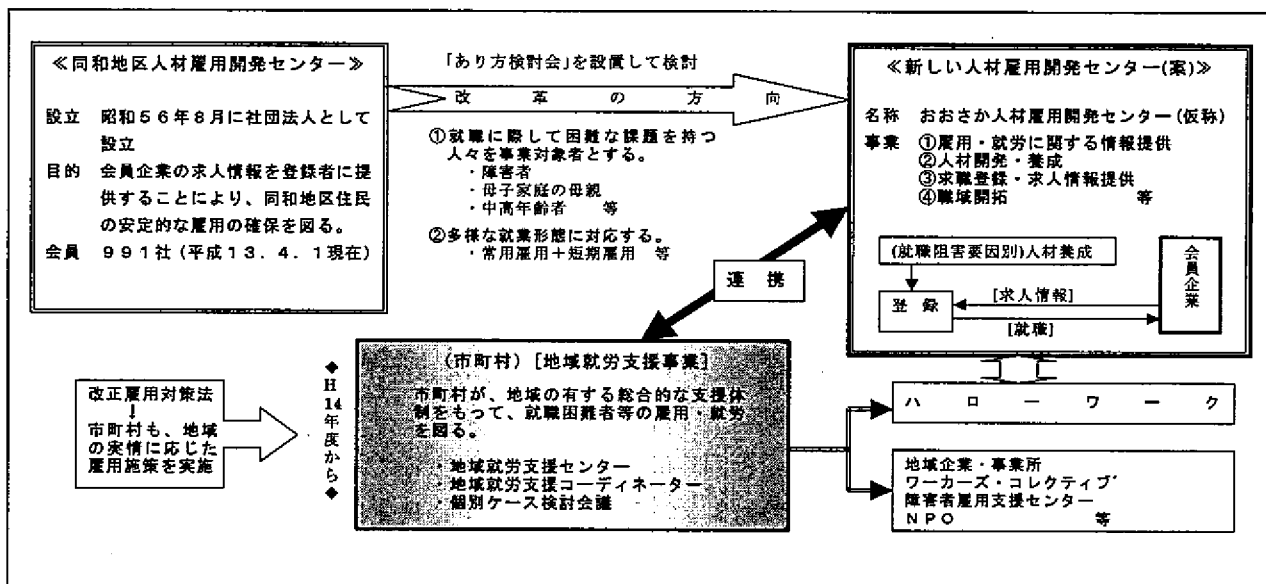 ≪同和地区人材雇用開発センター≫
設立 昭和56年8月に社団法人として
設立
目的 会員企業の求人情報を登録者に提
供することにより、同和地区住民
の安定的な雇用の確保を図る。
会員 991社(平成13.4.1現在)
「あり方検討会」を設置して検討
改革の方向
①就職に際して困難な課題を持つ
人々を事業対象者とする。
・障害者
・母子家庭の母親
・中高年齢者 等
②多様な就業形態に対応する。
・常用雇用+短期雇用 等
≪新しい人材雇用開発センター(案)≫
名称 おおさか人材雇用開発センター(仮称)
事業 ①雇用・就労に関する情報提供
②人材開発・養成
③求職登録・求人情報提供
④職域開拓 等
(就職阻害要因別)人材養成
登録
[求人情報]
[就職]
会員企業
連携
改正雇用対策法
↓
市町村も、地域
の実情に応じた
雇用施策を実施
◆H14年度から◆
(市町村)[地域就労支援事業]
市町村が、地域の有する総合的な支援体
制をもって、就職困難者等の雇用・就労
を図る。
・地域就労支援センター
・地域就労支援コーディネーター
・個別ケース検討会議
ハローワーク
地域企業・事業所
ワーカーズ・コレクティブ
障害者雇用支援センター
NPO 等